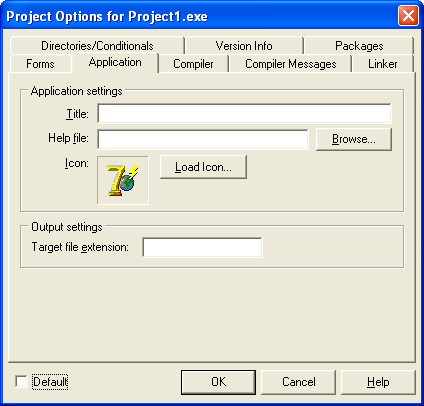 Project Options for Project1.exe
Directories/Conditionals Version Info Packages
Forms Application Compiler Compiler Messages Linker
Application settings
Title:
Help file: Browse...
Icon: 7 Load Icon...
Output settings
Target file extension:
Default OK Cancel Help